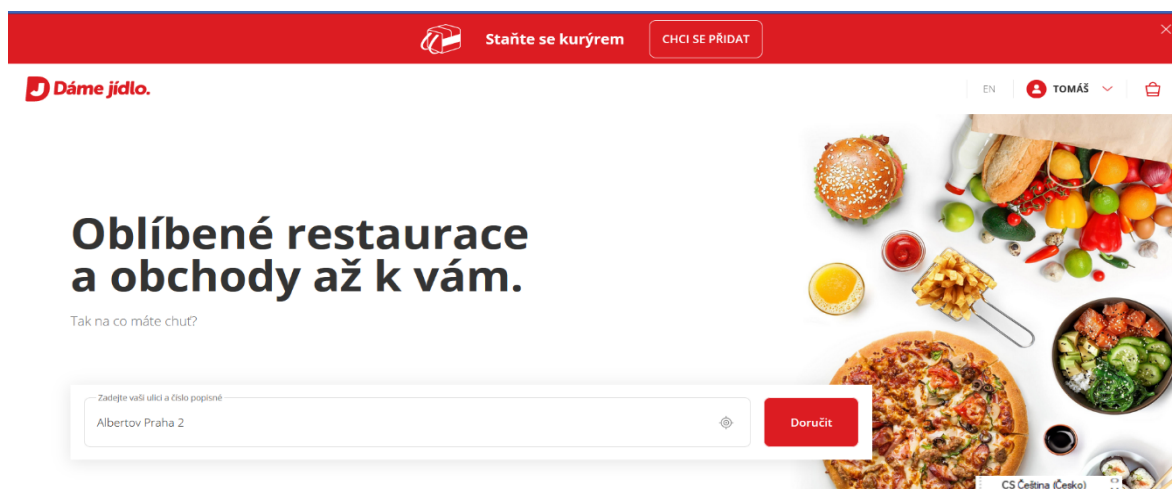 Staňte se kurýrem
CHCI SE PŘIDAT
Dáme jídlo.
EN
TOMÁŠ
Oblíbené restaurace
a obchody až k vám.
Tak na co máte chuť?
Zadejte vaši ulici a číslo popisné
Albertov Praha 2
Doručit
CS Čeština (Česko)